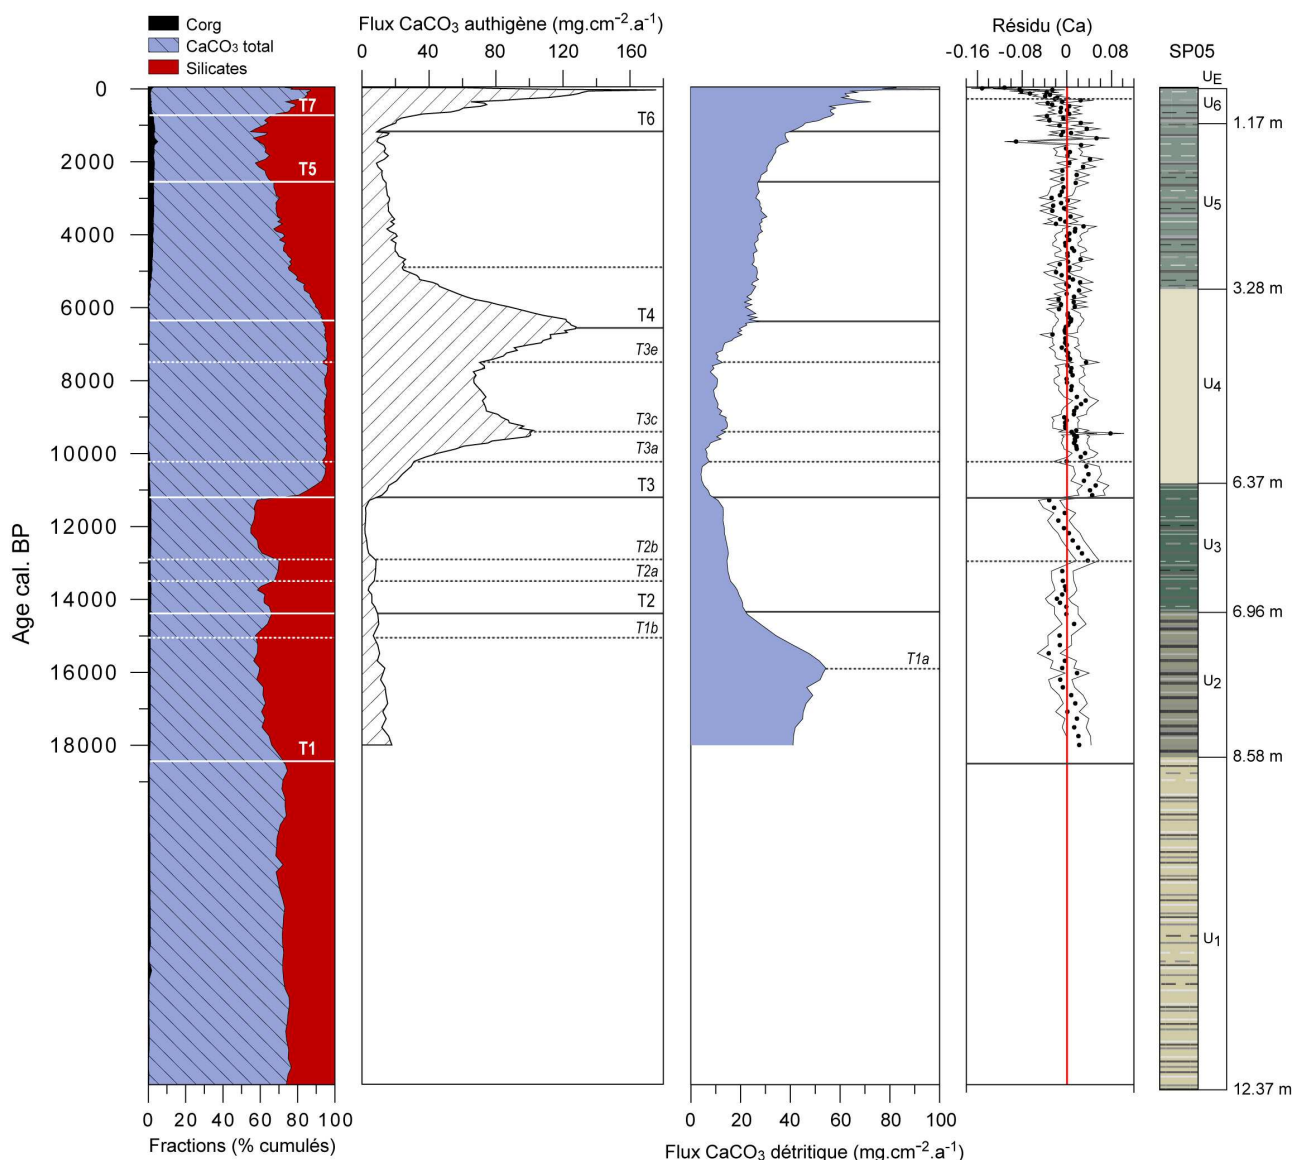 Corg
CaCO₃ total
Silicates
Flux CaCO₃ authigène (mg.cm⁻².a⁻¹)
0 40 80 120 160
Résidu (Ca)
-0.16 -0.08 0 0.08
SP05
Age cal. BP
0
2000
4000
6000
8000
10000
12000
14000
16000
18000
T7
T5
T1
T6
T4
T3e
T3c
T3a
T3
T2b
T2a
T2
T1b
T1a
UE
U6
1.17 m
U5
3.28 m
U4
6.37 m
U3
6.96 m
U2
8.58 m
U1
12.37 m
0 20 40 60 80 100
Fractions (% cumulés)
0 20 40 60 80 100
Flux CaCO₃ détritique (mg.cm⁻².a⁻¹)